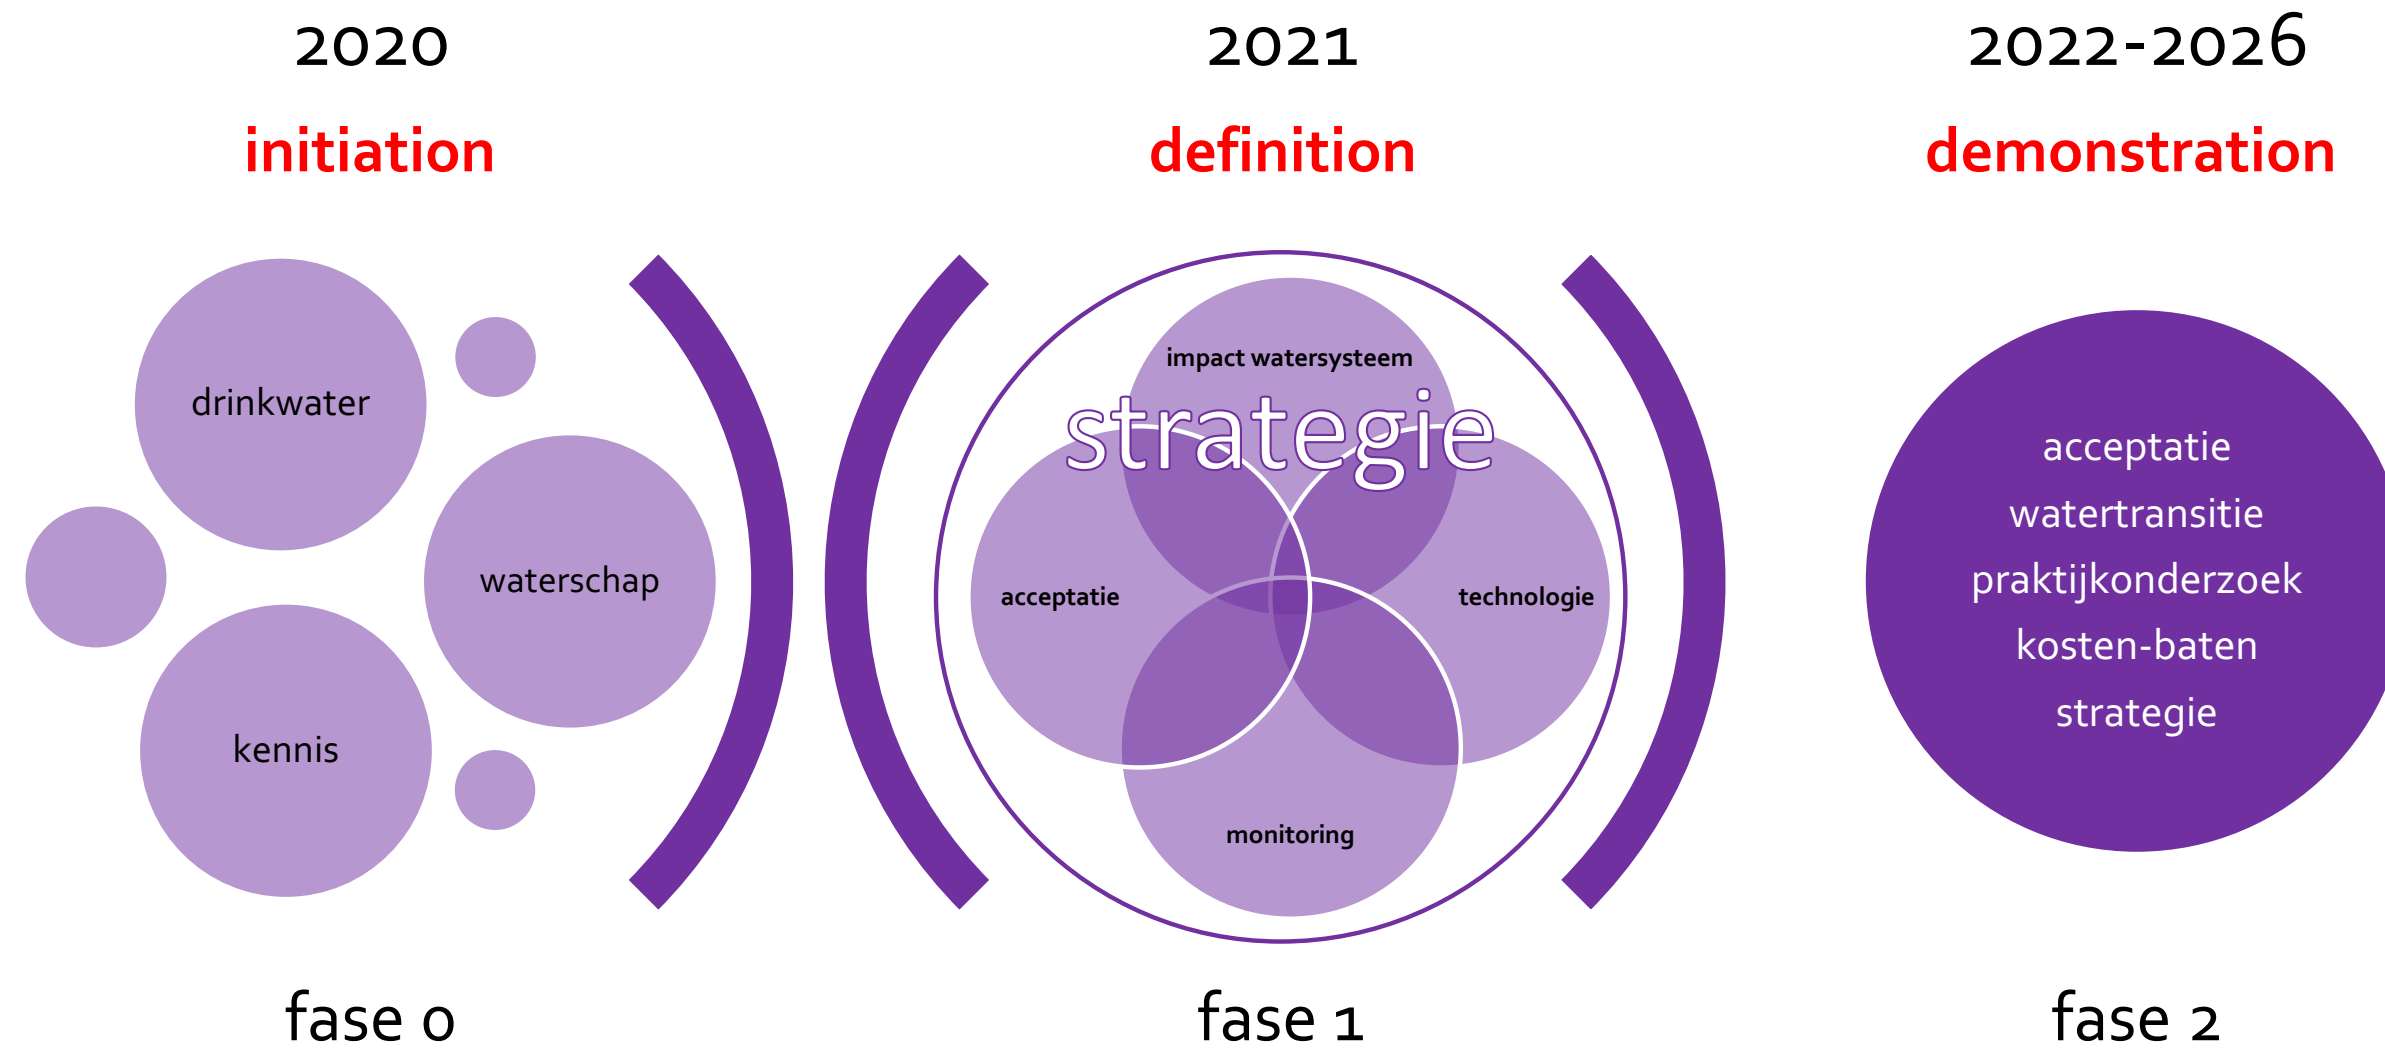 2020
initiation
drinkwater
waterschap
kennis
fase 0
2021
definition
impact watersysteem
strategie
acceptatie
technologie
monitoring
fase 1
2022-2026
demonstration
acceptatie
watertransitie
praktijkonderzoek
kosten-baten
strategie
fase 2